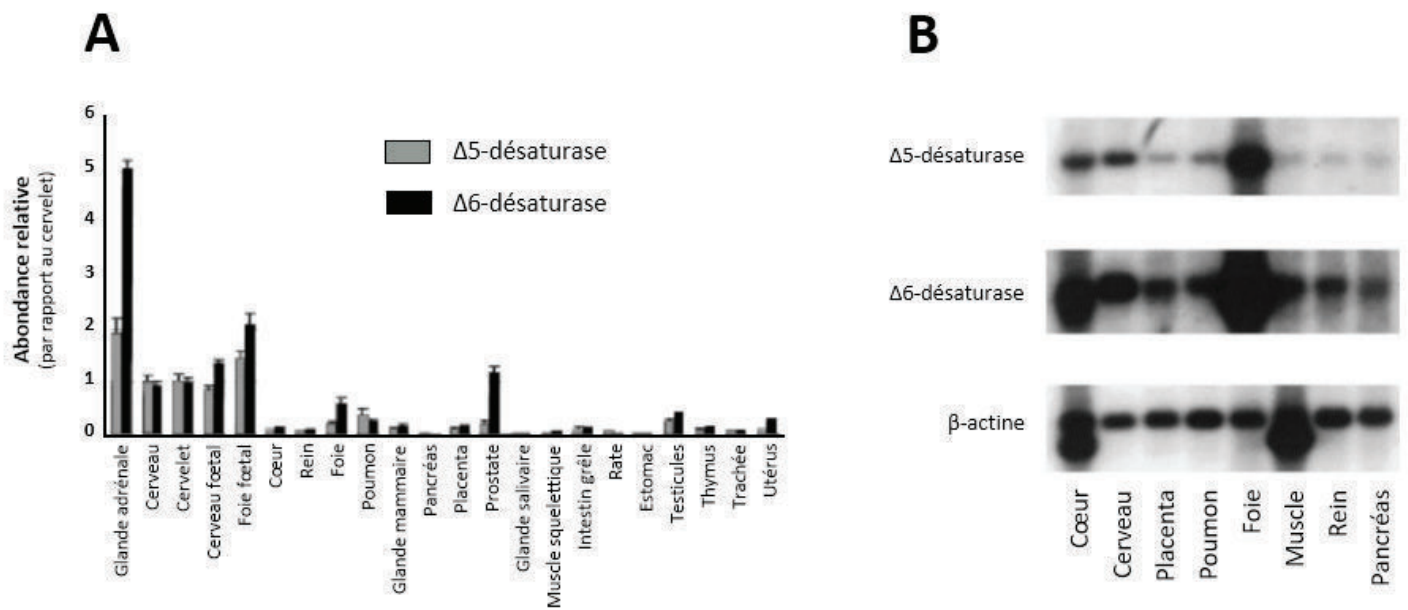 A
B
6
5
4
3
2
1
0
Abondance relative
(par rapport au cervelet)
Δ5-désaturase
Δ6-désaturase
Glande adrénale
Cerveau
Cervelet
Cerveau fœtal
Foie fœtal
Cœur
Rein
Foie
Poumon
Glande mammaire
Pancréas
Placenta
Prostate
Glande salivaire
Muscle squelettique
Intestin grêle
Rate
Estomac
Testicules
Thymus
Trachée
Utérus
Δ5-désaturase
Δ6-désaturase
β-actine
Cœur
Cerveau
Placenta
Poumon
Foie
Muscle
Rein
Pancréas